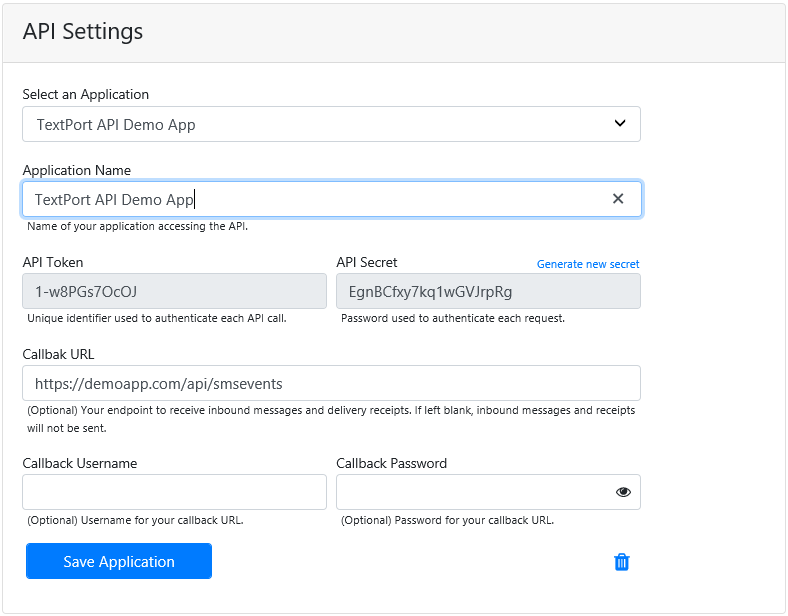 API Settings
Select an Application
TextPort API Demo App
Application Name
TextPort API Demo App
Name of your application accessing the API.
API Token
API Secret
Generate new secret
1-w8PGs7OcOJ
EgnBCfxy7kq1wGVJrpRg
Unique identifier used to authenticate each API call.
Password used to authenticate each request.
Callbak URL
https://demoapp.com/api/smsevents
(Optional) Your endpoint to receive inbound messages and delivery receipts. If left blank, inbound messages and receipts
will not be sent.
Callback Username
Callback Password
(Optional) Username for your callback URL.
(Optional) Password for your callback URL.
Save Application